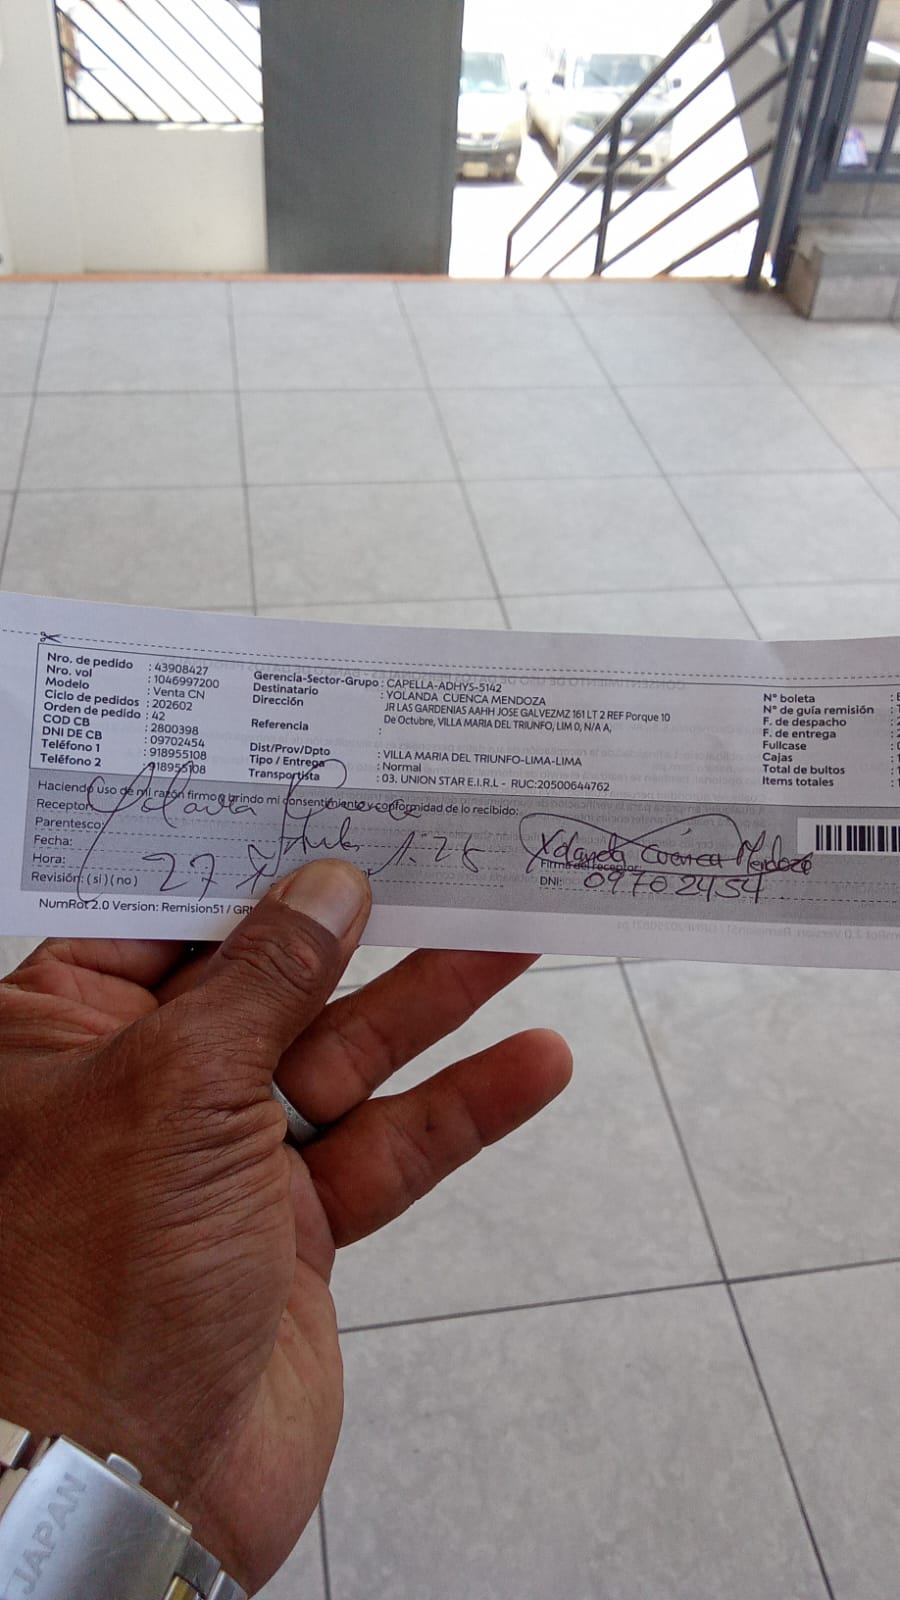 Nro. de pedido : 43908427
Nro. vol : 1046997200
Modelo : Venta CN
Ciclo de pedidos : 202602
Orden de pedido : 42
COD CB : 2800398
DNI DE CB : 09702454
Teléfono 1 : 918955108
Teléfono 2 : 918955108
Gerencia-Sector-Grupo : CAPELLA-ADHYS-5142
Destinatario : YOLANDA CUENCA MENDOZA
Dirección : JR LAS GARDENIAS AAHH JOSE GALVEZMZ 161 LT 2 REF Porque 10
De Octubre, VILLA MARIA DEL TRIUNFO, LIM 0, N/A A,
Referencia :
Dist/Prov/Dpto : VILLA MARIA DEL TRIUNFO-LIMA-LIMA
Tipo / Entrega : Normal
Transportista : 03. UNION STAR E.I.R.L - RUC:20500644762
N° boleta :
N° de guía remisión :
F. de despacho :
F. de entrega :
Fullcase :
Cajas :
Total de bultos :
Items totales :
Haciendo uso de mi razón firmo y brindo mi consentimiento y conformidad de lo recibido:
Receptor:
Parentesco:
Fecha:
Hora:
Revisión: (si) (no)
27
1.25
Yolanda Cuenca Mendoza
Firma del receptor
DNI: 09702454
NumRot 2.0 Version: Remision51 /
JAPAN